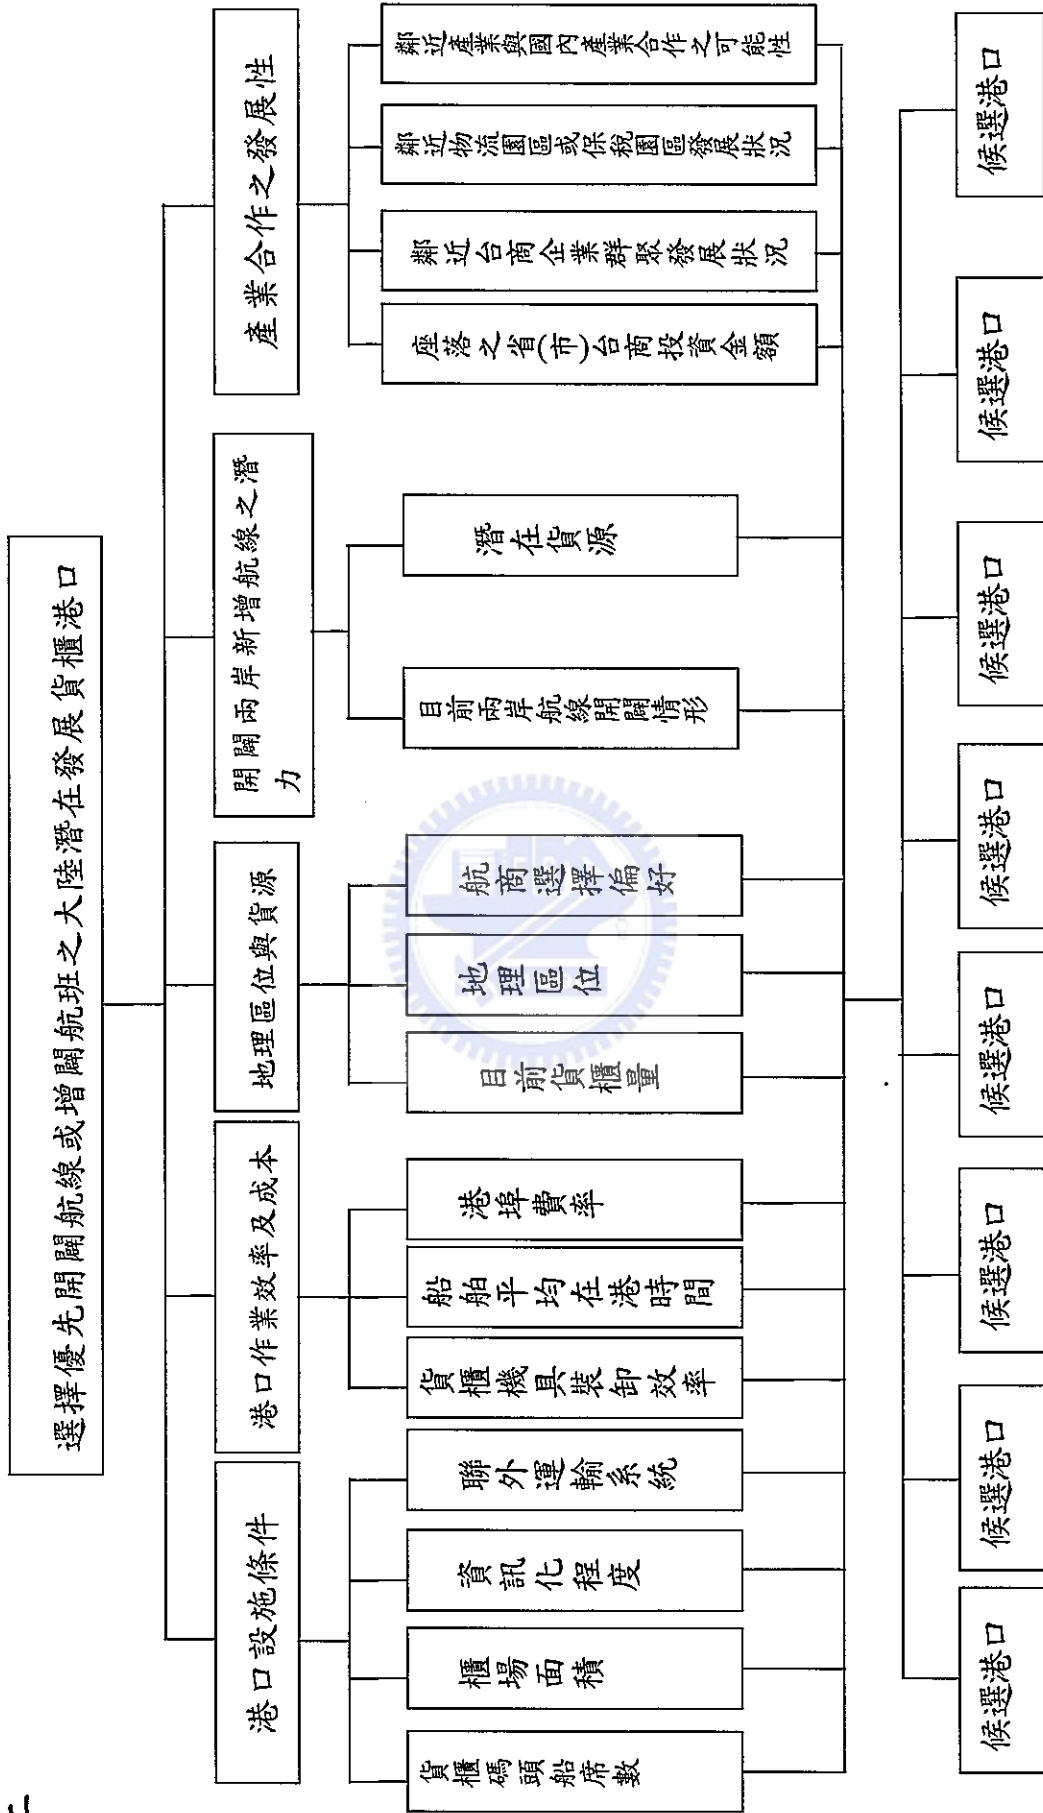 選擇優先開闢航線或增闢航班之大陸潛在發展貨櫃港口
港口設施條件
港口作業效率及成本
地理區位與貨源
開闢兩岸新增航線之潛
力
產業合作之發展性
貨櫃碼頭船席數
櫃場面積
資訊化程度
聯外運輸系統
貨櫃機具裝卸效率
船舶平均在港時間
港埠費率
目前貨櫃量
地理區位
航商選擇偏好
目前兩岸航線開闢情形
潛在貨源
座落之省(市)台商投資金額
鄰近台商企業群聚發展狀況
鄰近物流園區或保稅園區發展狀況
鄰近產業與國內產業合作之可能性
候選港口
候選港口
候選港口
候選港口
候選港口
候選港口
候選港口
候選港口